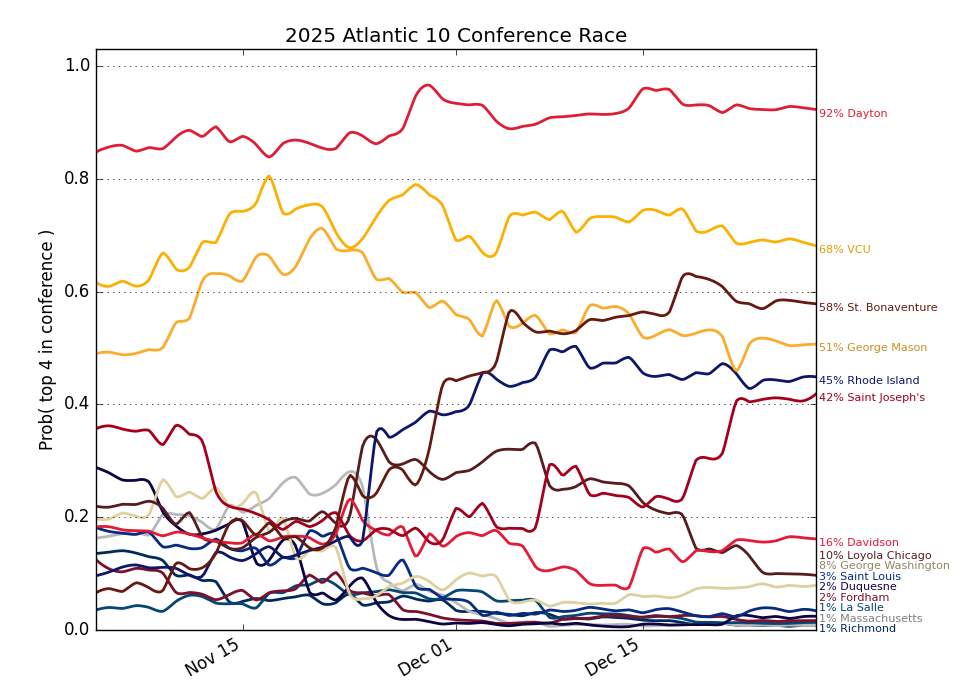 2025 Atlantic 10 Conference Race
Prob( top 4 in conference )
1.0
0.8
0.6
0.4
0.2
0.0
Nov 15
Dec 01
Dec 15
92% Dayton
68% VCU
58% St. Bonaventure
51% George Mason
45% Rhode Island
42% Saint Joseph's
16% Davidson
10% Loyola Chicago
8% George Washington
3% Saint Louis
2% Duquesne
2% Fordham
1% La Salle
1% Massachusetts
1% Richmond